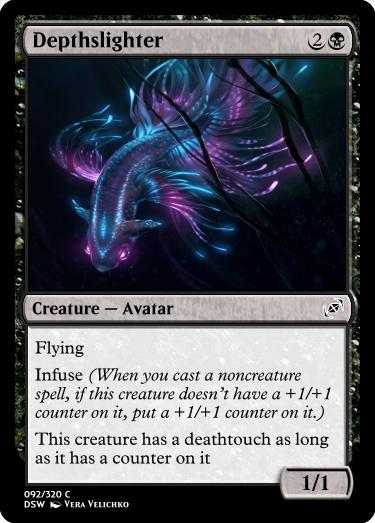 Depthslighter 2
Creature — Avatar
Flying
Infuse (When you cast a noncreature
spell, if this creature doesn't have a +1/+1
counter on it, put a +1/+1 counter on it.)
This creature has a deathtouch as long
as it has a counter on it
1/1
092/320 C
DSW VERA VELICHKO